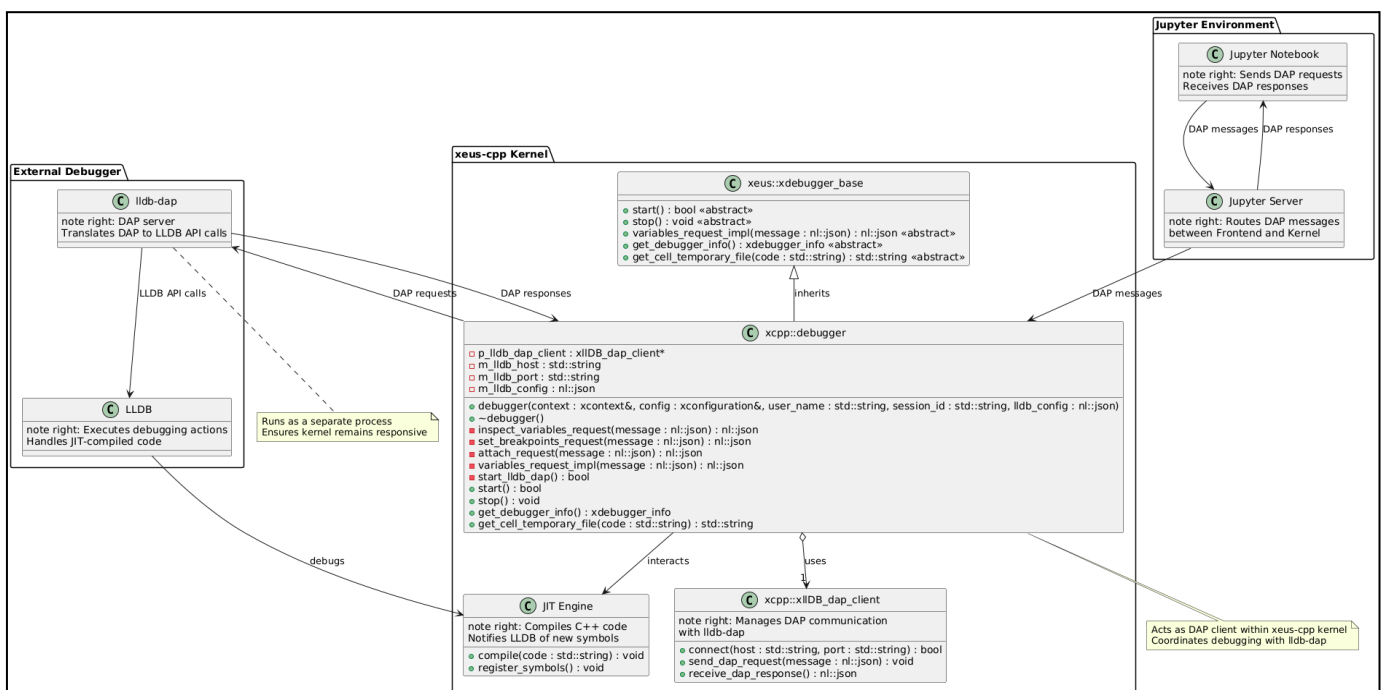 Jupyter Environment
C Jupyter Notebook
note right: Sends DAP requests
Receives DAP responses
DAP messages
DAP responses
C Jupyter Server
note right: Routes DAP messages
between Frontend and Kernel
DAP messages
xeus-cpp Kernel
C xeus::xdebugger_base
start() : bool «abstract»
stop() : void «abstract»
variables_request_impl(message : nl::json) : nl::json «abstract»
get_debugger_info() : xdebugger_info «abstract»
get_cell_temporary_file(code : std::string) : std::string «abstract»
inherits
External Debugger
C lldb-dap
note right: DAP server
Translates DAP to LLDB API calls
LLDB API calls
DAP requests
DAP responses
C LLDB
note right: Executes debugging actions
Handles JIT-compiled code
Runs as a separate process
Ensures kernel remains responsive
debugs
C xcpp::debugger
p_lldb_dap_client : xllDB_dap_client*
m_lldb_host : std::string
m_lldb_port : std::string
m_lldb_config : nl::json
debugger(context : xcontext&, config : xconfiguration&, user_name : std::string, session_id : std::string, lldb_config : nl::json)
~debugger()
inspect_variables_request(message : nl::json) : nl::json
set_breakpoints_request(message : nl::json) : nl::json
attach_request(message : nl::json) : nl::json
variables_request_impl(message : nl::json) : nl::json
start_lldb_dap() : bool
start() : bool
stop() : void
get_debugger_info() : xdebugger_info
get_cell_temporary_file(code : std::string) : std::string
interacts
uses
1
C JIT Engine
note right: Compiles C++ code
Notifies LLDB of new symbols
compile(code : std::string) : void
register_symbols() : void
C xcpp::xllDB_dap_client
note right: Manages DAP communication
with lldb-dap
connect(host : std::string, port : std::string) : bool
send_dap_request(message : nl::json) : void
receive_dap_response() : nl::json
Acts as DAP client within xeus-cpp kernel
Coordinates debugging with lldb-dap